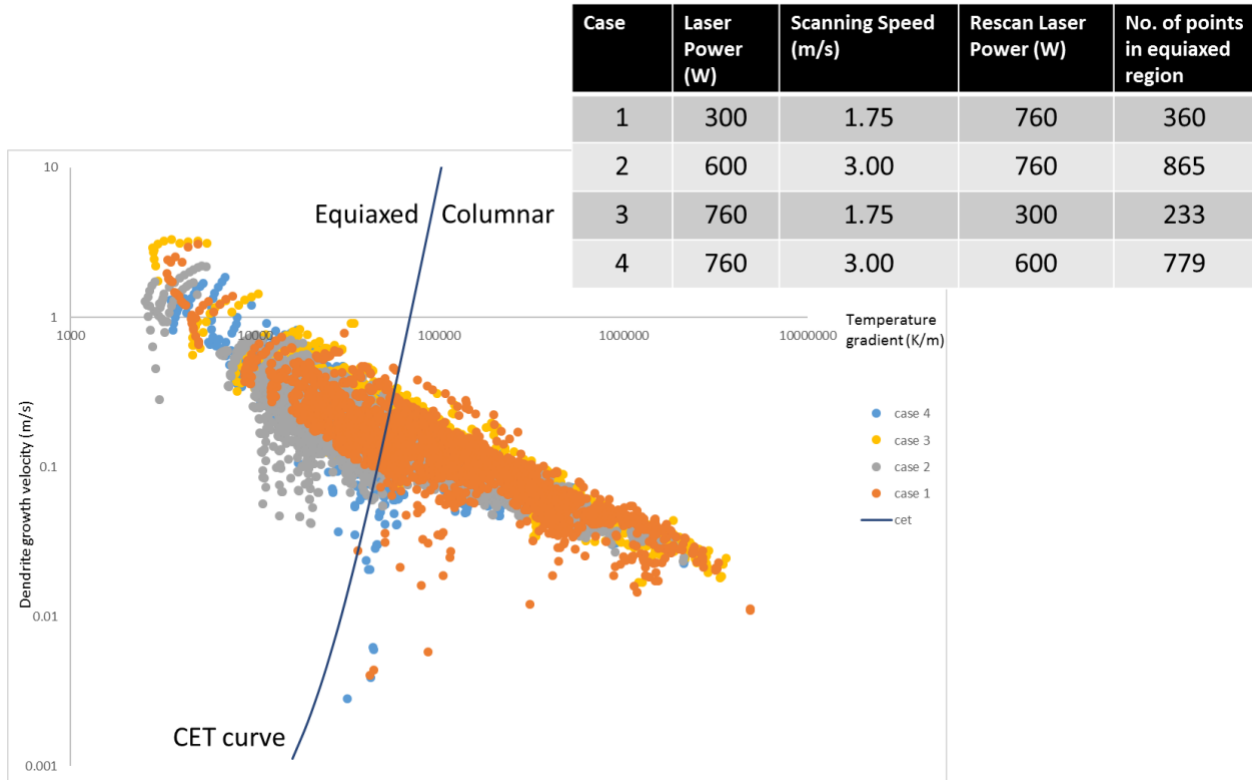 Case Laser Power (W) Scanning Speed (m/s) Rescan Laser Power (W) No. of points in equiaxed region
1 300 1.75 760 360
2 600 3.00 760 865
3 760 1.75 300 233
4 760 3.00 600 779
10
Equiaxed Columnar
1
1000 10000 100000 1000000 10000000
Temperature
gradient (K/m)
Dendrite growth velocity (m/s)
case 4
case 3
0.1
case 2
case 1
cet
0.01
CET curve
0.001